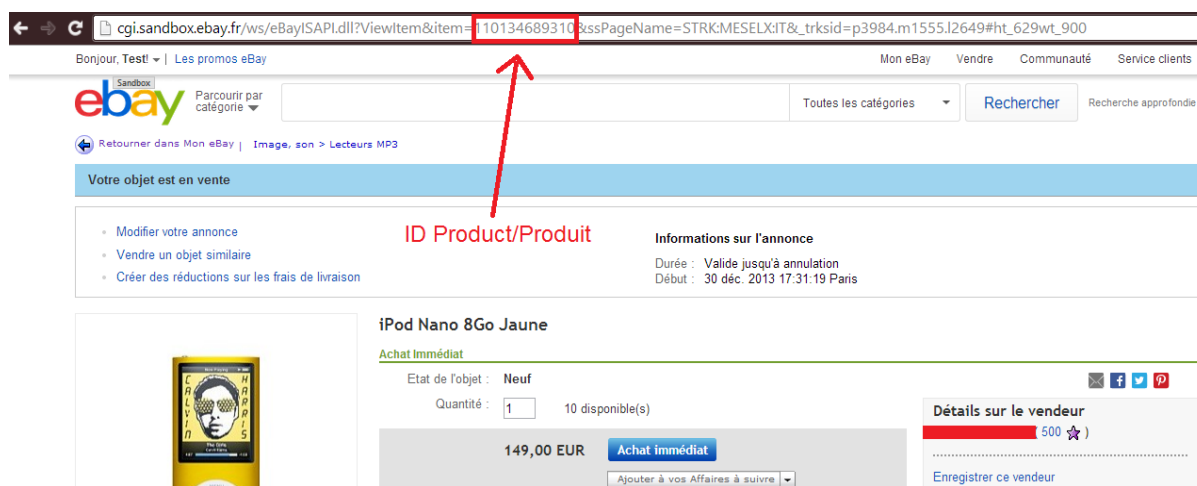 cgi.sandbox.ebay.fr/ws/eBayISAPI.dll?ViewItem&item=110134689310&ssPageName=STRK:MESELX:IT&_trksid=p3984.m1555.l2649#ht_629wt_900
Bonjour, Test! | Les promos eBay Mon eBay Vendre Communauté Service clients
Sandbox
ebay Parcourir par catégorie Toutes les catégories Rechercher Recherche approfondie
Retourner dans Mon eBay | Image, son > Lecteurs MP3
Votre objet est en vente
ID Product/Produit
Modifier votre annonce
Vendre un objet similaire
Créer des réductions sur les frais de livraison
Informations sur l'annonce
Durée : Valide jusqu'à annulation
Début : 30 déc. 2013 17:31:19 Paris
iPod Nano 8Go Jaune
Achat Immédiat
Etat de l'objet : Neuf
Quantité : 1 10 disponible(s)
149,00 EUR Achat immédiat
Ajouter à vos Affaires à suivre
CALVIN
HARRIS
Détails sur le vendeur
( 500 )
Enregistrer ce vendeur